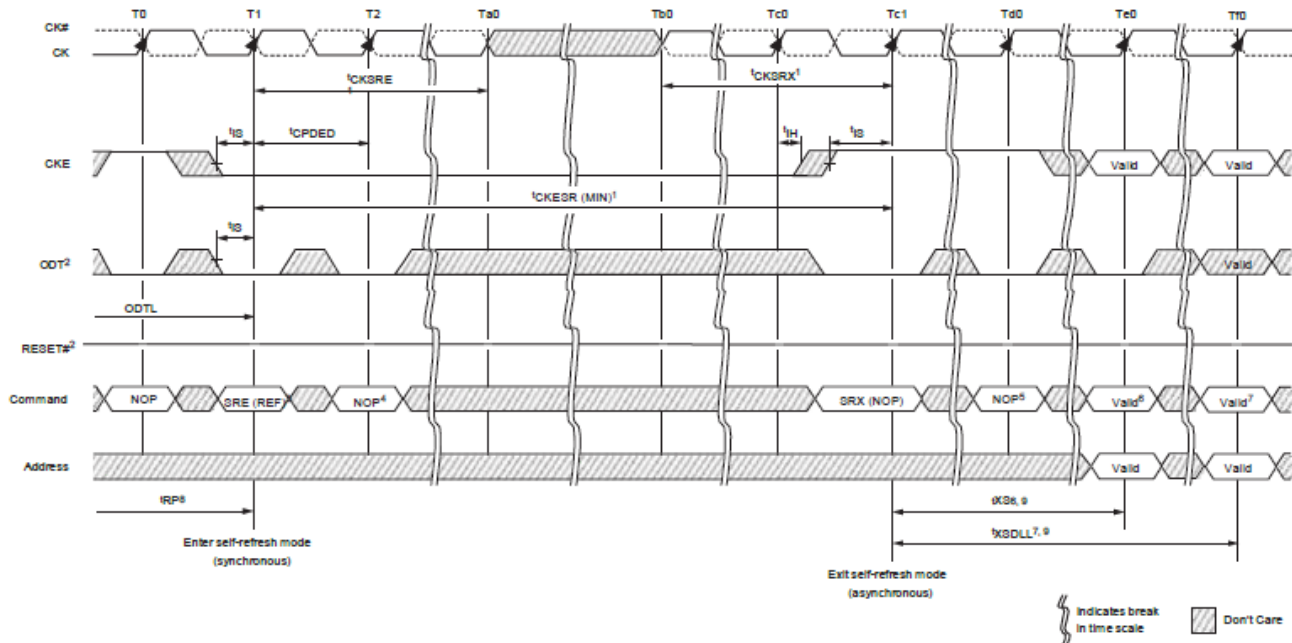 T0 T1 T2 Ta0 Tb0 Tc0 Tc1 Td0 Te0 Tf0
CK#
CK
tCKSRE1
tCKSRX1
tIS tCPDED tIH tIS
CKE Valid Valid
tCKESR (MIN)1
tIS
ODT2 Valid
ODTL
RESET#2
Command NOP SRE (REF)3 NOP4 SRX (NOP) NOP5 Valid6 Valid7
Address Valid Valid
tRP8 tXS6, 9
Enter self-refresh mode
(synchronous)
tXSDLL7, 9
Exit self-refresh mode
(asynchronous)
Indicates break
in time scale
Don't Care